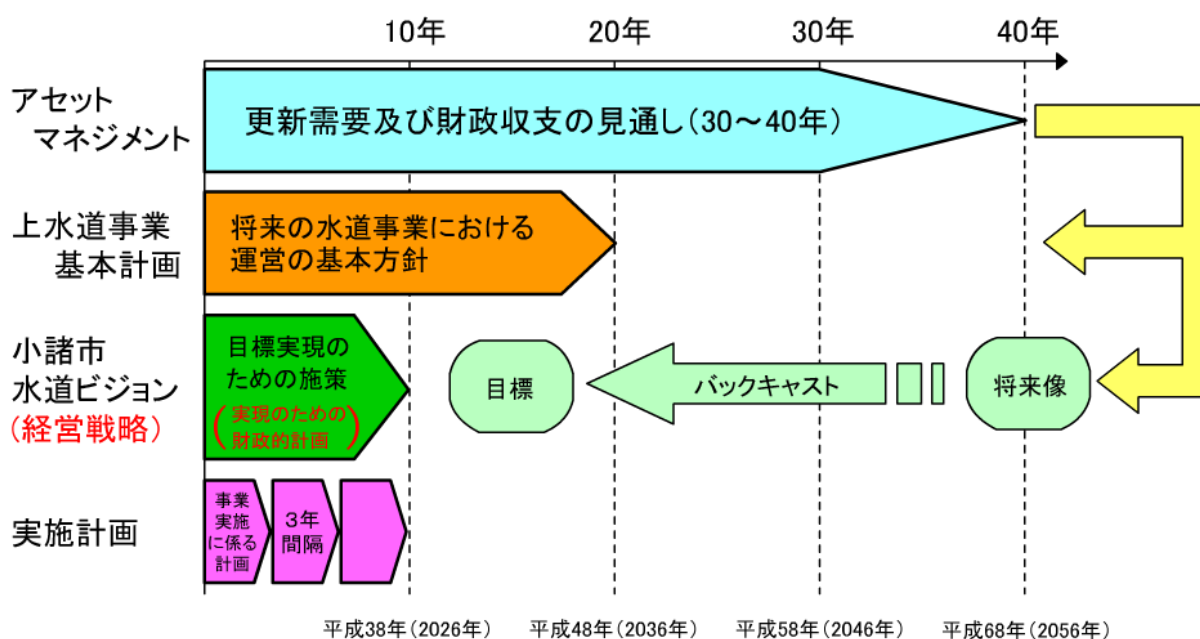 10年
20年
30年
40年
アセット
マネジメント
更新需要及び財政収支の見通し(30～40年)
上水道事業
基本計画
将来の水道事業における
運営の基本方針
小諸市
水道ビジョン
(経営戦略)
目標実現の
ための施策
(実現のための
財政的計画)
目標
バックキャスト
将来像
実施計画
事業
実施
に係る
計画
3年
間隔
平成38年(2026年)
平成48年(2036年)
平成58年(2046年)
平成68年(2056年)